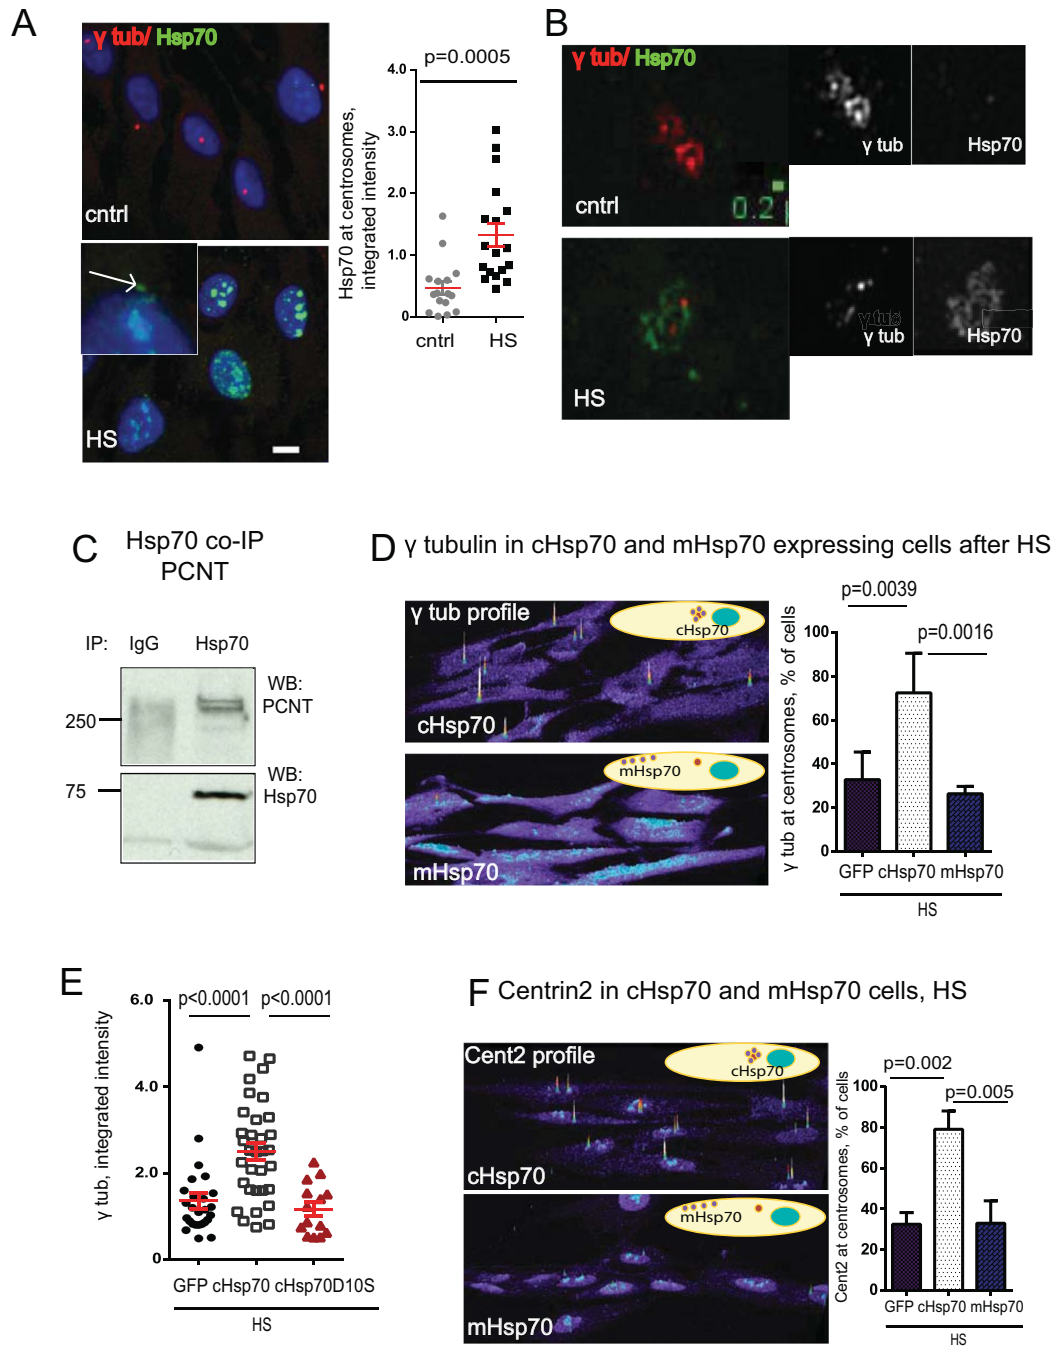 A
γ tub/ Hsp70
cntrl
HS
p=0.0005
Hsp70 at centrosomes,
integrated intensity
4.0
3.0
2.0
1.0
0
cntrl HS
B
γ tub/ Hsp70
cntrl
0.2
γ tub
Hsp70
HS
γ tub
γ tub
Hsp70
C
Hsp70 co-IP
PCNT
IP: IgG Hsp70
WB:
PCNT
250
WB:
Hsp70
75
D γ tubulin in cHsp70 and mHsp70 expressing cells after HS
γ tub profile
cHsp70
cHsp70
mHsp70
mHsp70
p=0.0039
p=0.0016
γ tub at centrosomes, % of cells
100
80
60
40
20
0
GFP cHsp70 mHsp70
HS
E
γ tub, integrated intensity
p<0.0001 p<0.0001
6.0
4.0
2.0
0
GFP cHsp70 cHsp70D10S
HS
F Centrin2 in cHsp70 and mHsp70 cells, HS
Cent2 profile
cHsp70
cHsp70
mHsp70
mHsp70
p=0.002
p=0.005
Cent2 at centrosomes, % of cells
100
80
60
40
20
0
GFP cHsp70 mHsp70
HS